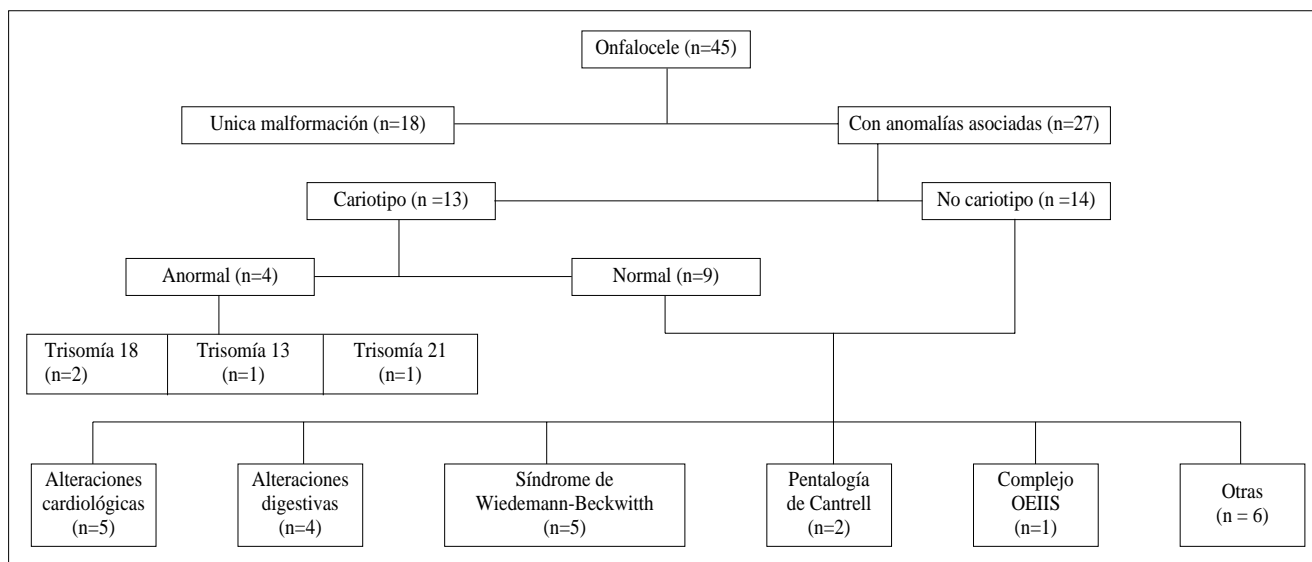 Onfalocele (n=45)
Unica malformación (n=18)
Con anomalías asociadas (n=27)
Cariotipo (n =13)
No cariotipo (n =14)
Anormal (n=4)
Normal (n=9)
Trisomía 18
(n=2)
Trisomía 13
(n=1)
Trisomía 21
(n=1)
Alteraciones
cardiológicas
(n=5)
Alteraciones
digestivas
(n=4)
Síndrome de
Wiedemann-Beckwitth
(n=5)
Pentalogía
de Cantrell
(n=2)
Complejo
OEIIS
(n=1)
Otras
(n = 6)